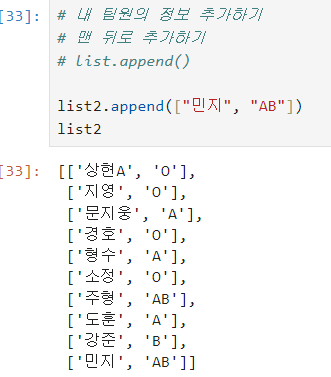 [33]: # 내 팀원의 정보 추가하기
# 맨 뒤로 추가하기
# list.append()
list2.append(["민지", "AB"])
list2
[33]: [['상현A', 'O'],
['지영', 'O'],
['문지웅', 'A'],
['경호', 'O'],
['형수', 'A'],
['소정', 'O'],
['주형', 'AB'],
['도훈', 'A'],
['강준', 'B'],
['민지', 'AB']]